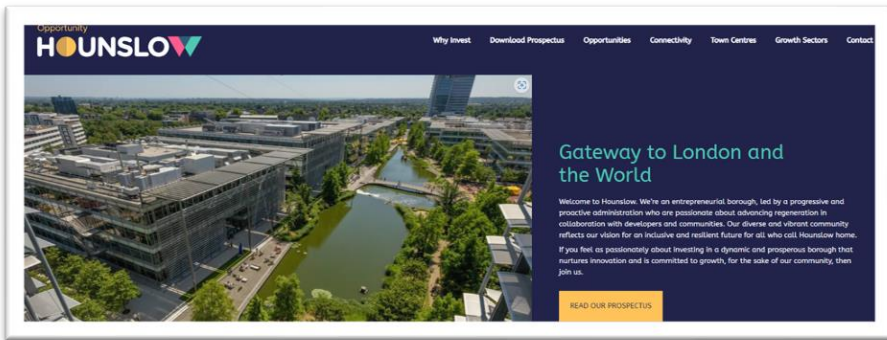 Opportunity
HOUNSLOW
Why Invest Download Prospectus Opportunities Connectivity Town Centres Growth Sectors Contact
Gateway to London and
the World
Welcome to Hounslow. We're an entrepreneurial borough, led by a progressive and
proactive administration who are passionate about advancing regeneration in
collaboration with developers and communities. Our diverse and vibrant community
reflects our vision for an inclusive and resilient future for all who call Hounslow home.
If you feel as passionately about investing in a dynamic and prosperous borough that
nurtures innovation and is committed to growth, for the sake of our community, then
join us.
READ OUR PROSPECTUS